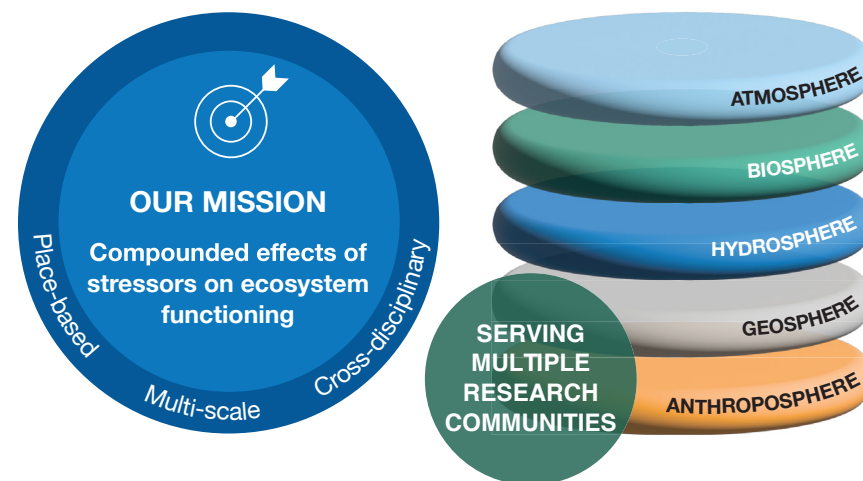 OUR MISSION
Compounded effects of
stressors on ecosystem
functioning
Place-based
Multi-scale
Cross-disciplinary
ATMOSPHERE
BIOSPHERE
HYDROSPHERE
GEOSPHERE
ANTHROPOSPHERE
SERVING
MULTIPLE
RESEARCH
COMMUNITIES